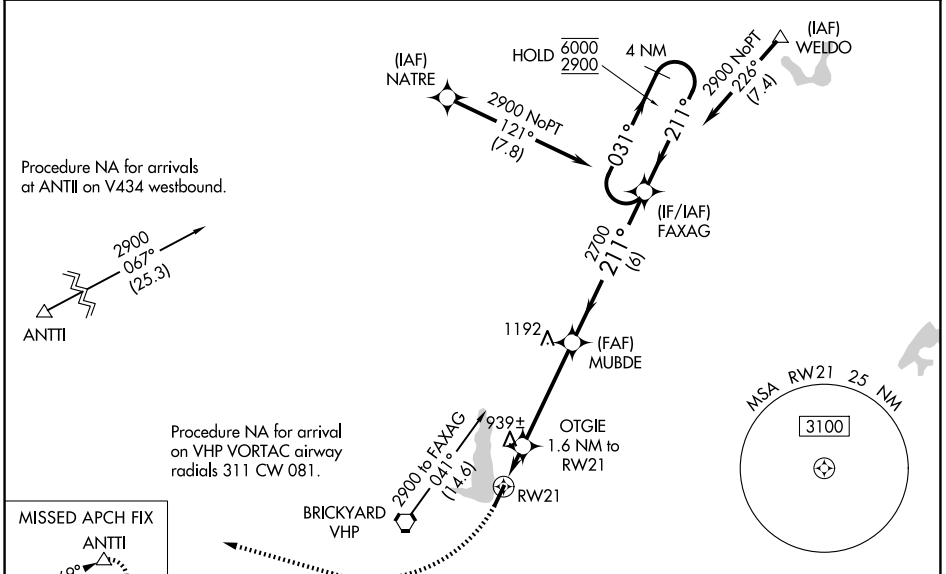 (IAF)
NATRE
2900 NoPT
121°
(7.8)
HOLD
6000
2900
4 NM
031°
211°
2900 NoPT
226°
(7.4)
(IAF)
WELDO
(IF/IAF)
FAXAG
2700
211°
(6)
Procedure NA for arrivals
at ANTII on V434 westbound.
2900
067°
(25.3)
ANTTI
1192
(FAF)
MUBDE
939±
OTGIE
1.6 NM to
RW21
RW21
Procedure NA for arrival
on VHP VORTAC airway
radials 311 CW 081.
2900 to FAXAG
041°
(14.6)
BRICKYARD
VHP
MSA RW21 25 NM
3100
MISSED APCH FIX
ANTTI